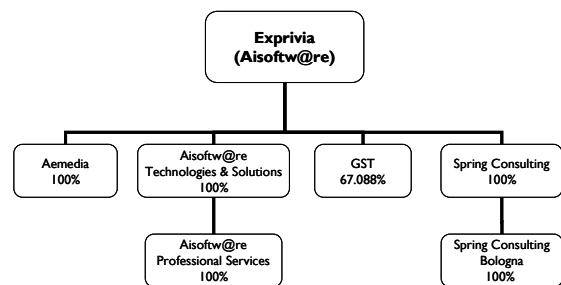 Exprivia
(Aisoftw@re)
Aemedia
100%
Aisoftw@re
Technologies & Solutions
100%
GST
67.088%
Spring Consulting
100%
Aisoftw@re
Professional Services
100%
Spring Consulting
Bologna
100%